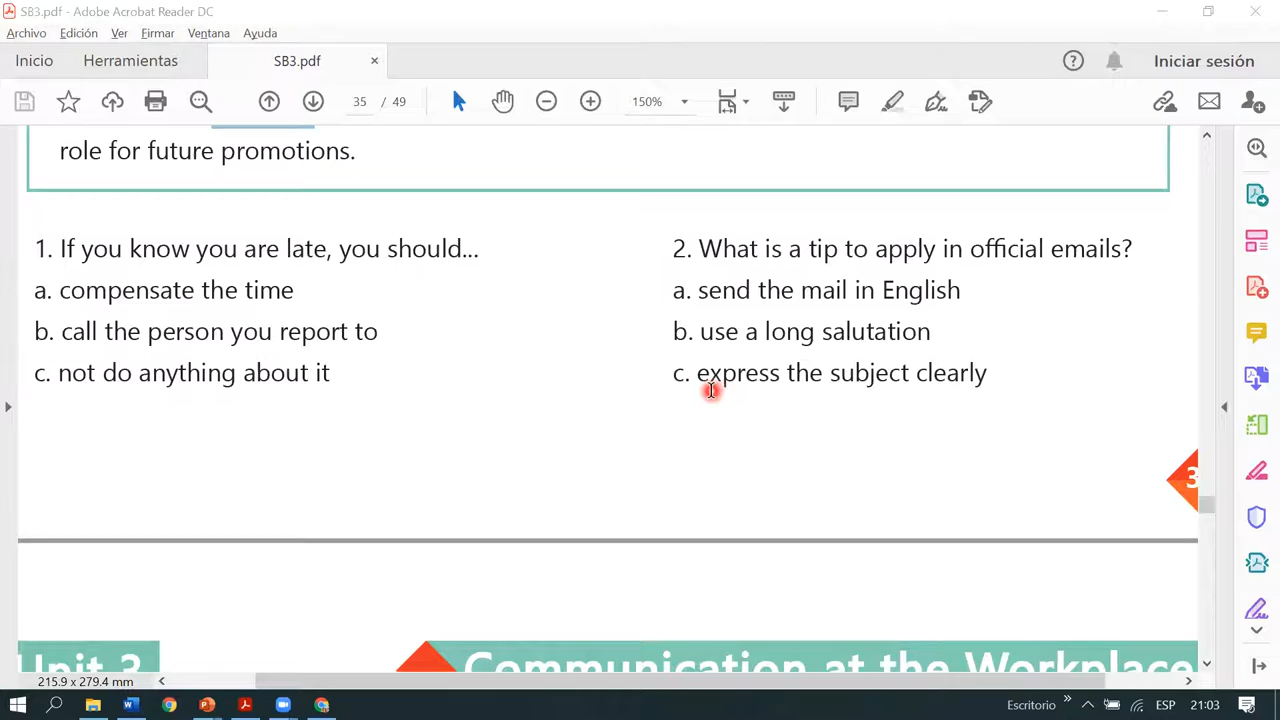 SB3.pdf - Adobe Acrobat Reader DC
Archivo Edición Ver Firmar Ventana Ayuda
Inicio Herramientas SB3.pdf × Iniciar sesión
35 / 49 150%
role for future promotions.
1. If you know you are late, you should...
a. compensate the time
b. call the person you report to
c. not do anything about it
2. What is a tip to apply in official emails?
a. send the mail in English
b. use a long salutation
c. express the subject clearly
Unit 3
Communication at the Workplace
215.9 x 279.4 mm
Escritorio » ESP 21:03